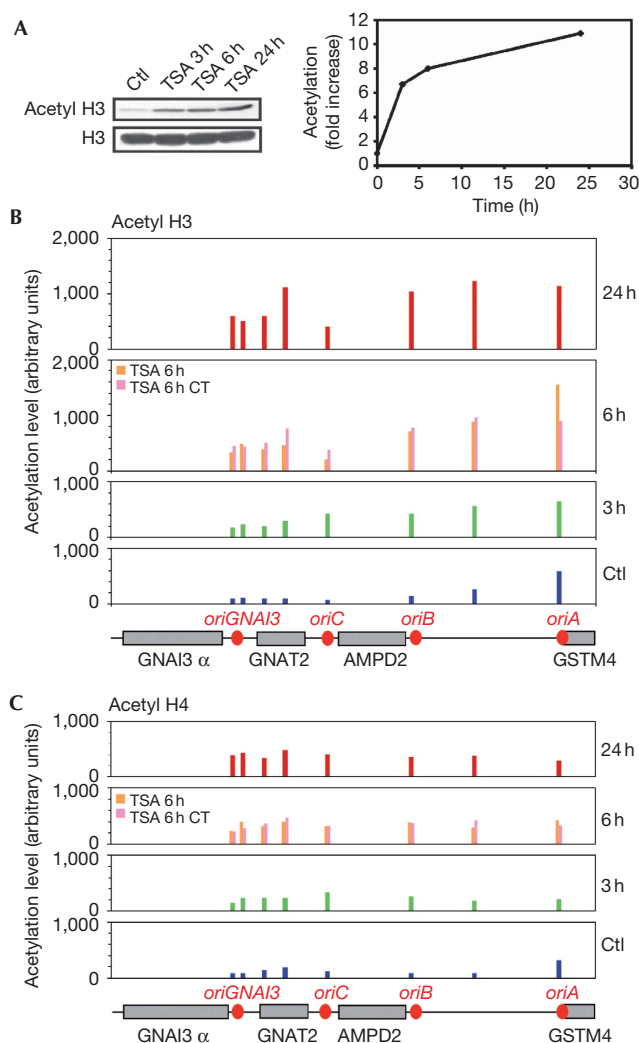 A
Ctl
TSA 3 h
TSA 6 h
TSA 24 h
Acetyl H3
H3
Acetylation
(fold increase)
12
10
8
6
4
2
0
0 5 10 15 20 25 30
Time (h)
B
Acetyl H3
Acetylation level (arbitrary units)
2,000
1,000
0
24 h
2,000
1,000
0
TSA 6 h
TSA 6 h CT
6 h
1,000
0
3 h
1,000
0
Ctl
oriGNAI3 oriC oriB oriA
GNAI3 α GNAT2 AMPD2 GSTM4
C
Acetyl H4
Acetylation level (arbitrary units)
1,000
0
24 h
1,000
0
TSA 6 h
TSA 6 h CT
6 h
1,000
0
3 h
1,000
0
Ctl
oriGNAI3 oriC oriB oriA
GNAI3 α GNAT2 AMPD2 GSTM4